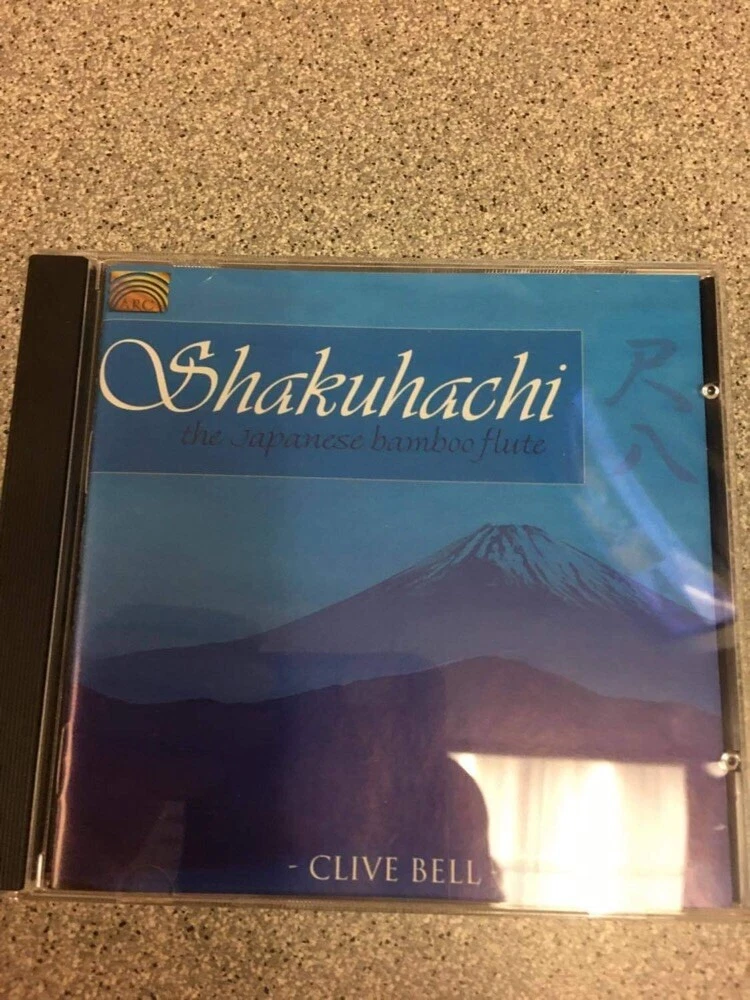 ARC
Shakuhachi
the Japanese bamboo flute
尺
八
- CLIVE BELL -